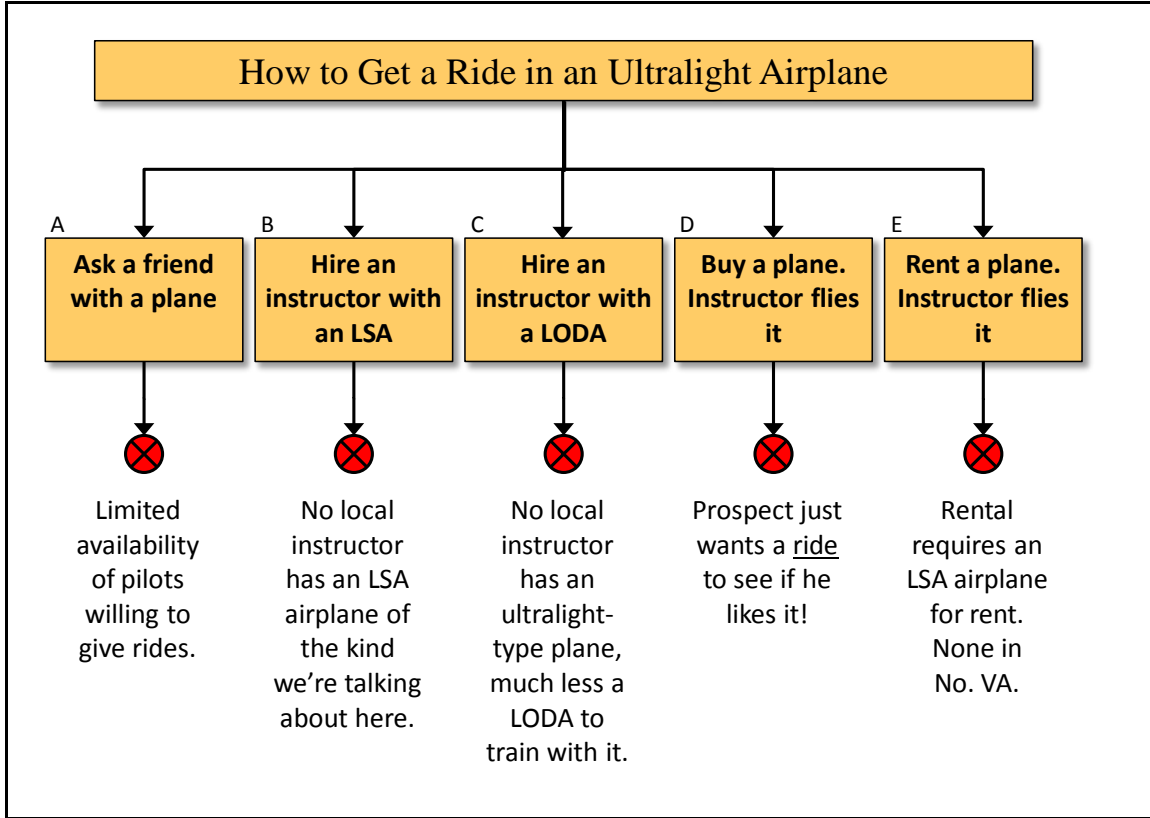 How to Get a Ride in an Ultralight Airplane
A
Ask a friend
with a plane
Limited
availability
of pilots
willing to
give rides.
B
Hire an
instructor with
an LSA
No local
instructor
has an LSA
airplane of
the kind
we’re talking
about here.
C
Hire an
instructor with
a LODA
No local
instructor
has an
ultralight-
type plane,
much less a
LODA to
train with it.
D
Buy a plane.
Instructor flies
it
Prospect just
wants a ride
to see if he
likes it!
E
Rent a plane.
Instructor flies
it
Rental
requires an
LSA airplane
for rent.
None in
No. VA.